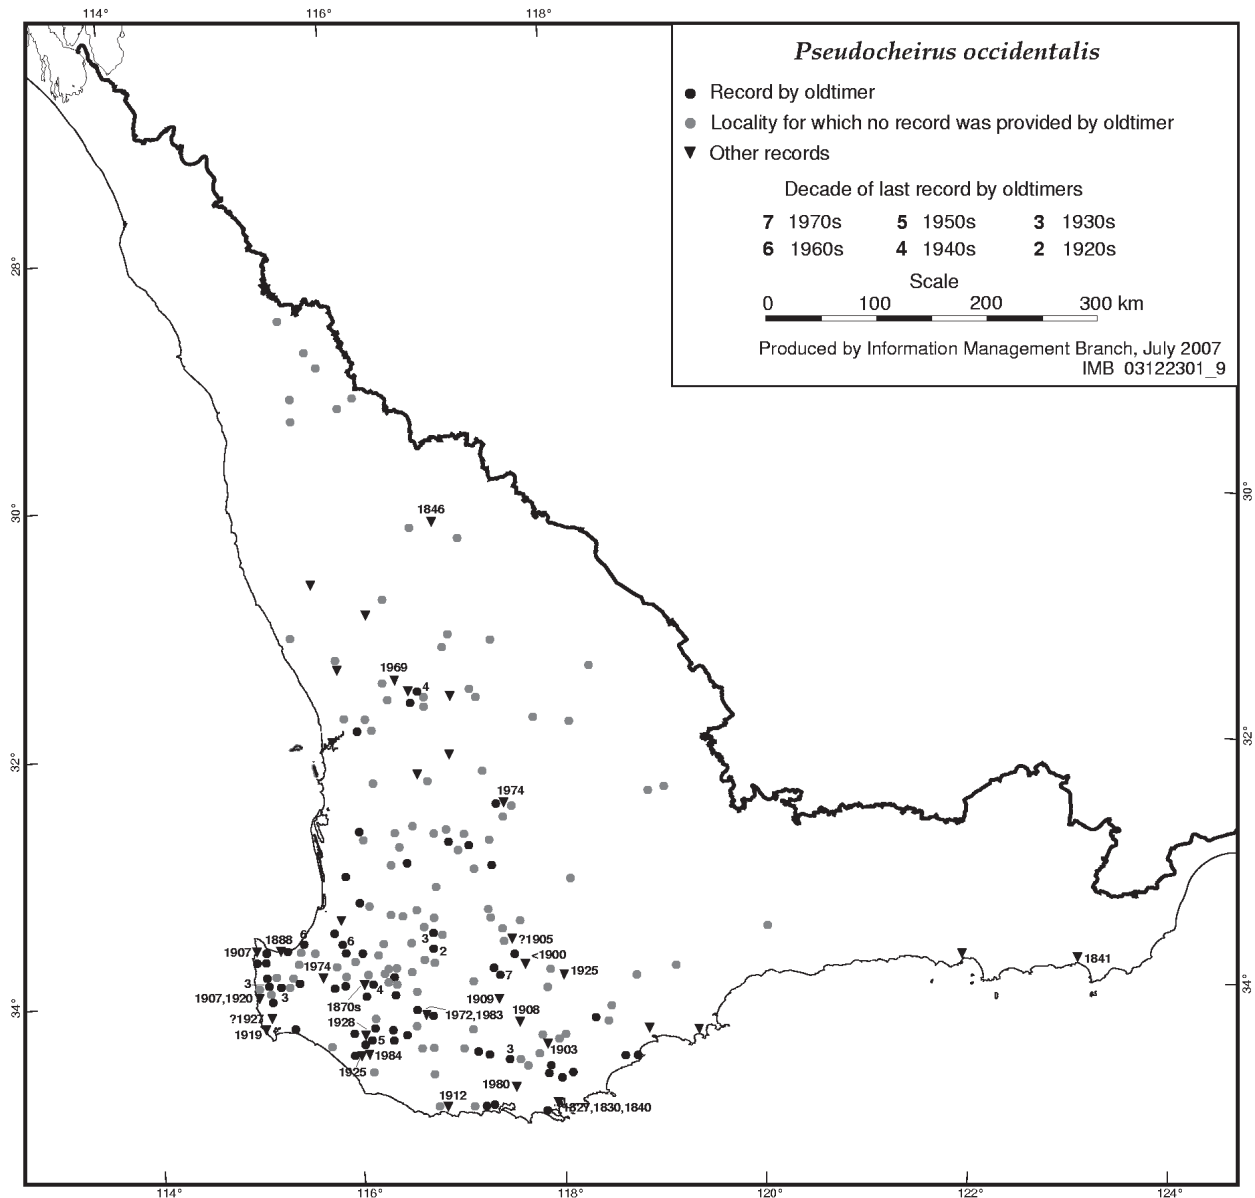 114° 116° 118°
Pseudocheirus occidentalis
Record by oldtimer
Locality for which no record was provided by oldtimer
Other records
Decade of last record by oldtimers
7 1970s 5 1950s 3 1930s
6 1960s 4 1940s 2 1920s
Scale
0 100 200 300 km
Produced by Information Management Branch, July 2007
IMB 03122301_9
28°
30°
30°
1846
1969
4
32°
32°
1974
3
2
?1905
<1900
1888
6
6
1907
1974
7
1925
1841
34°
34°
3
3
4
1907,1920
1870s
1909
1908
1972,1983
?1927
1919
1928
5
1984
1925
3
1903
1980
1912
1827,1830,1840
114° 116° 118° 120° 122° 124°